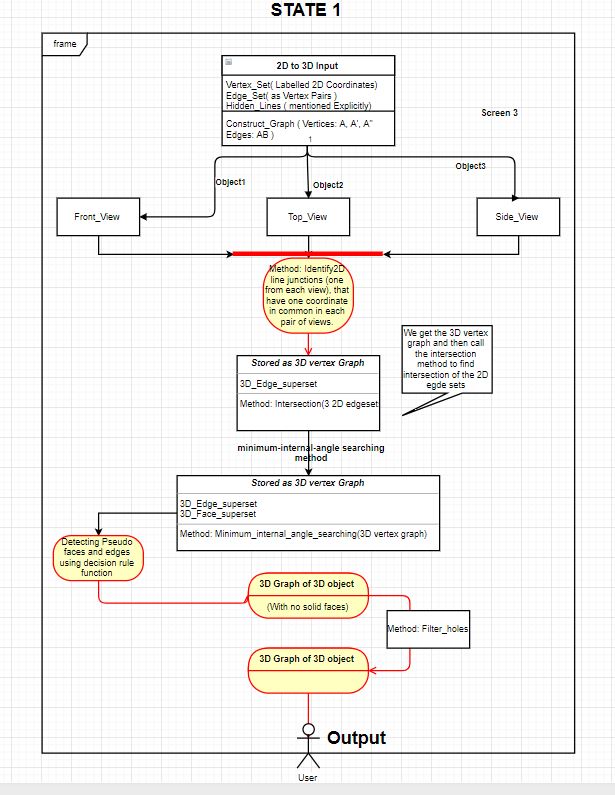 STATE 1
frame
2D to 3D Input
Vertex_Set( Labelled 2D Coordinates)
Edge_Set( as Vertex Pairs )
Hidden_Lines ( mentioned Explicitly)
Construct_Graph ( Vertices: A, A', A"
Edges: AB )
1
Screen 3
Object1
Object2
Object3
Front_View
Top_View
Side_View
Method: Identify2D
line junctions (one
from each view), that
have one coordinate
in common in each
pair of views.
We get the 3D vertex
graph and then call
the intersection
method to find
intersection of the 2D
egde sets
Stored as 3D vertex Graph
3D_Edge_superset
Method: Intersection(3 2D edgeset
minimum-internal-angle searching
method
Stored as 3D vertex Graph
3D_Edge_superset
3D_Face_superset
Method: Minimum_internal_angle_searching(3D vertex graph)
Detecting Pseudo
faces and edges
using decision rule
function
3D Graph of 3D object
(With no solid faces)
Method: Filter_holes
3D Graph of 3D object
Output
User